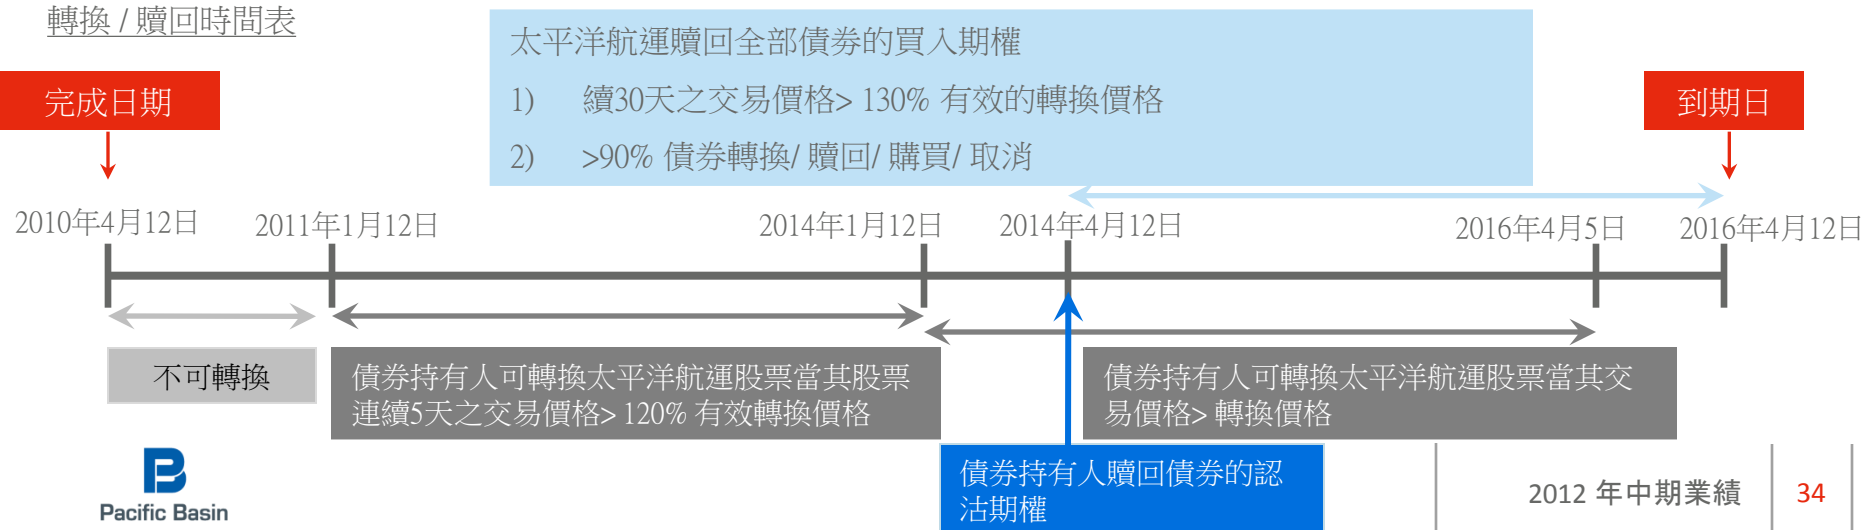 轉換 / 贖回時間表
太平洋航運贖回全部債券的買入期權
1) 續30天之交易價格> 130% 有效的轉換價格
2) >90% 債券轉換/ 贖回/ 購買/ 取消
完成日期
到期日
2010年4月12日
2011年1月12日
2014年1月12日
2014年4月12日
2016年4月5日
2016年4月12日
不可轉換
債券持有人可轉換太平洋航運股票當其股票
連續5天之交易價格> 120% 有效轉換價格
債券持有人可轉換太平洋航運股票當其交
易價格> 轉換價格
債券持有人贖回債券的認
沽期權
Pacific Basin
2012 年中期業績
34